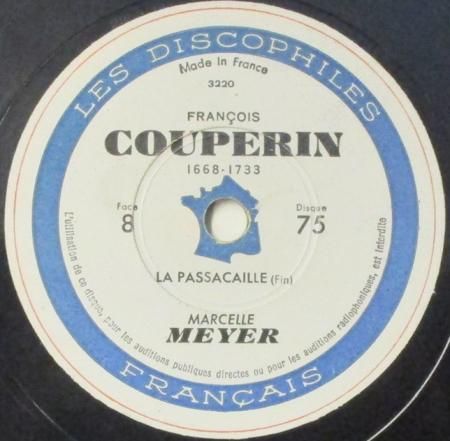 LES DISCOPHILES
Made In France
3220
FRANÇOIS
COUPERIN
1668-1733
Face
8
Disque
75
LA PASSACAILLE (Fin)
MARCELLE
MEYER
L'utilisation de ce disque, pour les auditions publiques directes ou pour les auditions radiophoniques, est interdite
FRANÇAIS